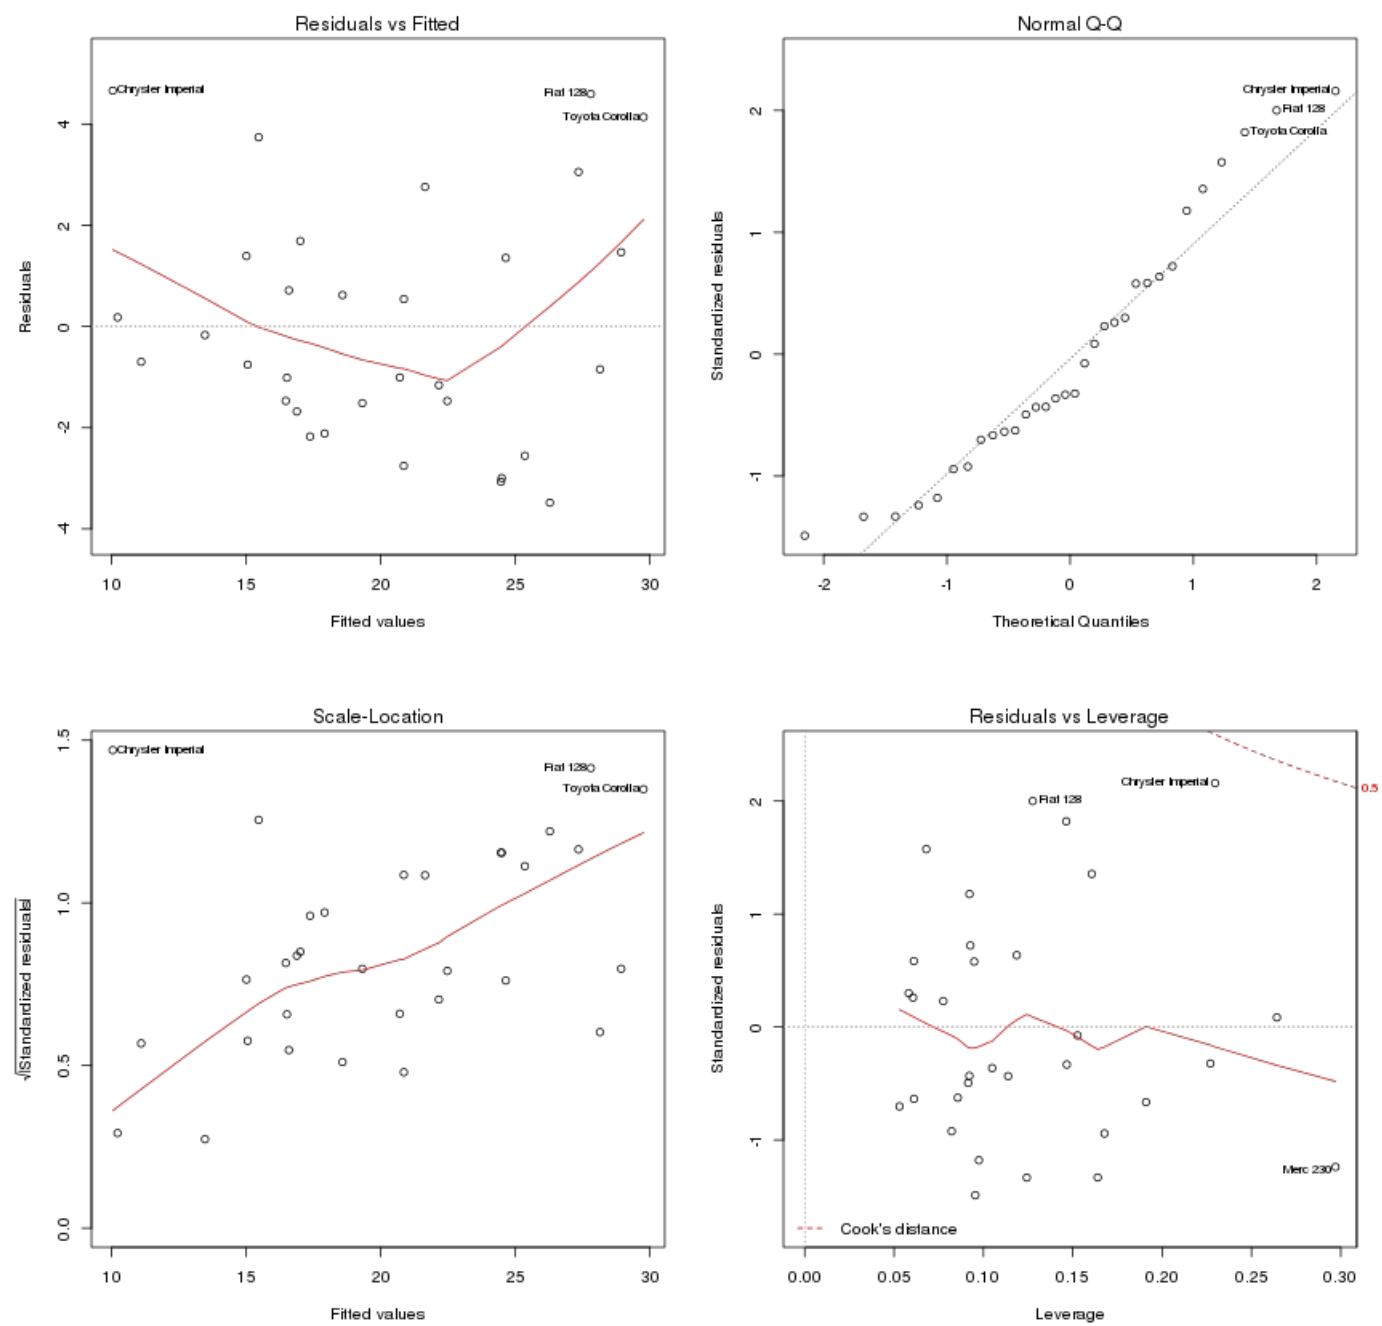 Residuals vs Fitted
Chrysler Imperial
Fiat 128
Toyota Corolla
Residuals
4
2
0
-2
4
10 15 20 25 30
Fitted values
Normal Q-Q
Chrysler Imperial
Fiat 128
Toyota Corolla
Standardized residuals
2
1
0
-1
-2 -1 0 1 2
Theoretical Quantiles
Scale-Location
Chrysler Imperial
Fiat 128
Toyota Corolla
√|Standardized residuals|
1.5
1.0
0.5
0.0
10 15 20 25 30
Fitted values
Residuals vs Leverage
Chrysler Imperial
Fiat 128
0.5
Merc 230
Standardized residuals
2
1
0
-1
Cook's distance
0.00 0.05 0.10 0.15 0.20 0.25 0.30
Leverage